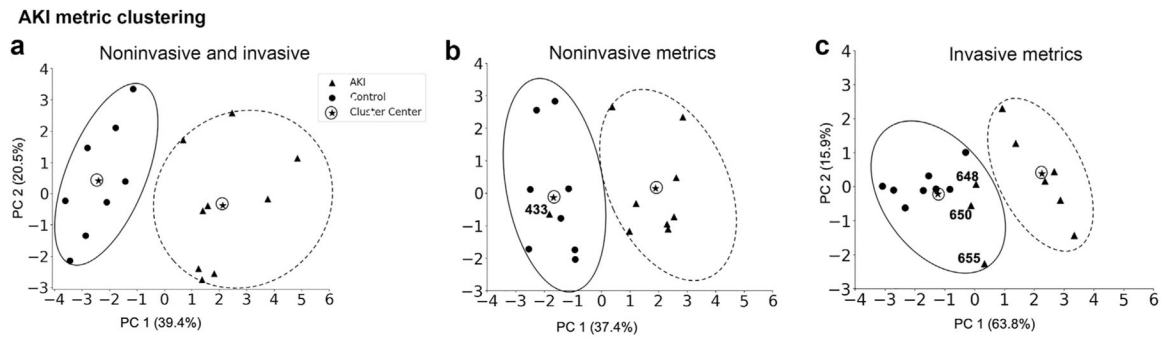 AKI metric clustering
a
Noninvasive and invasive
4
3
2
1
0
−1
−2
−3
PC 2 (20.5%)
−4 −3 −2 −1 0 1 2 3 4 5 6
PC 1 (39.4%)
AKI
Control
Cluster Center
b
Noninvasive metrics
4
3
2
1
0
−1
−2
−3
433
−4 −3 −2 −1 0 1 2 3 4 5 6
PC 1 (37.4%)
c
Invasive metrics
4
3
2
1
0
−1
−2
−3
PC 2 (15.9%)
648
650
655
−4 −3 −2 −1 0 1 2 3 4 5 6
PC 1 (63.8%)